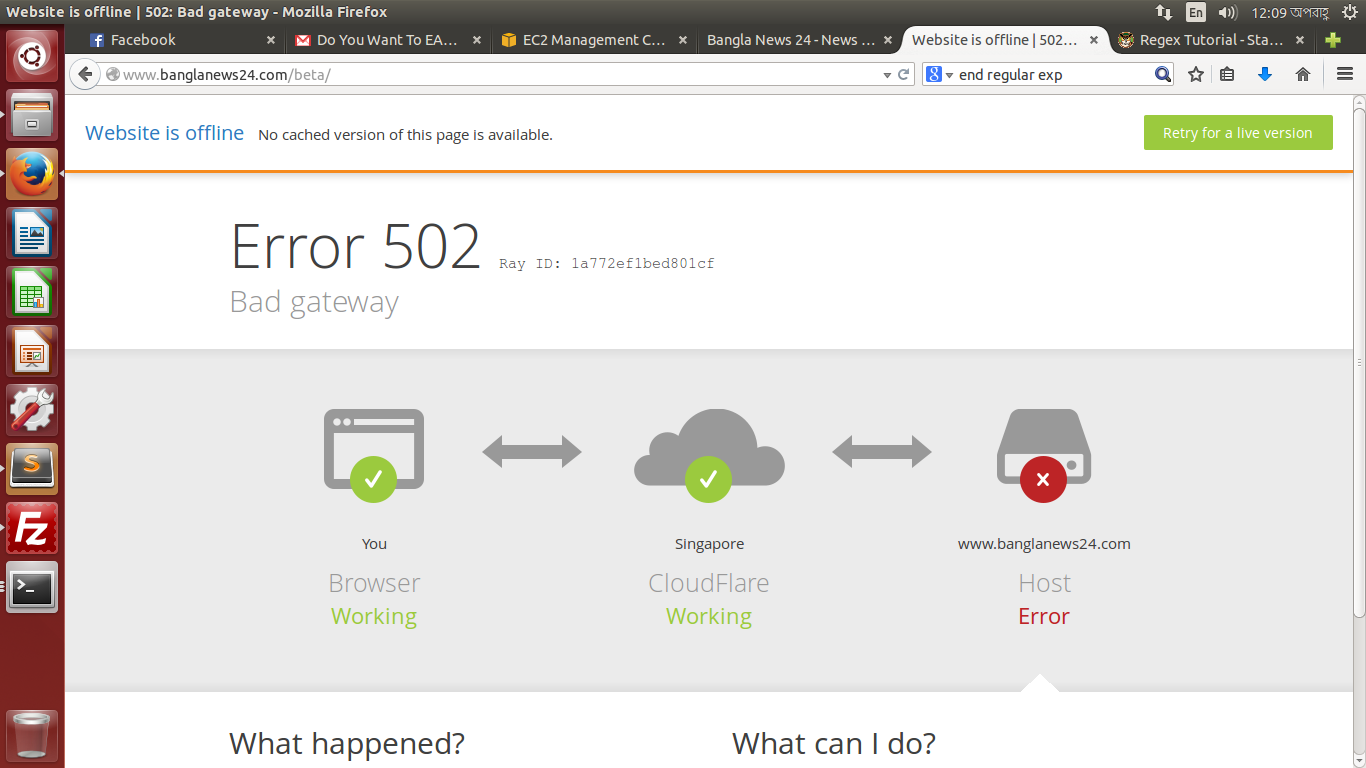 Website is offline | 502: Bad gateway - Mozilla Firefox
En
12:09 অপরাহ্ণ
Facebook
Do You Want To EA...
EC2 Management C...
Bangla News 24 - News ...
Website is offline | 502...
Regex Tutorial - Sta...
www.banglanews24.com/beta/
8
end regular exp
Website is offline
No cached version of this page is available.
Retry for a live version
Error 502
Ray ID: 1a772ef1bed801cf
Bad gateway
You
Singapore
www.banglanews24.com
Browser
CloudFlare
Host
Working
Working
Error
S
Fz
>_
What happened?
What can I do?